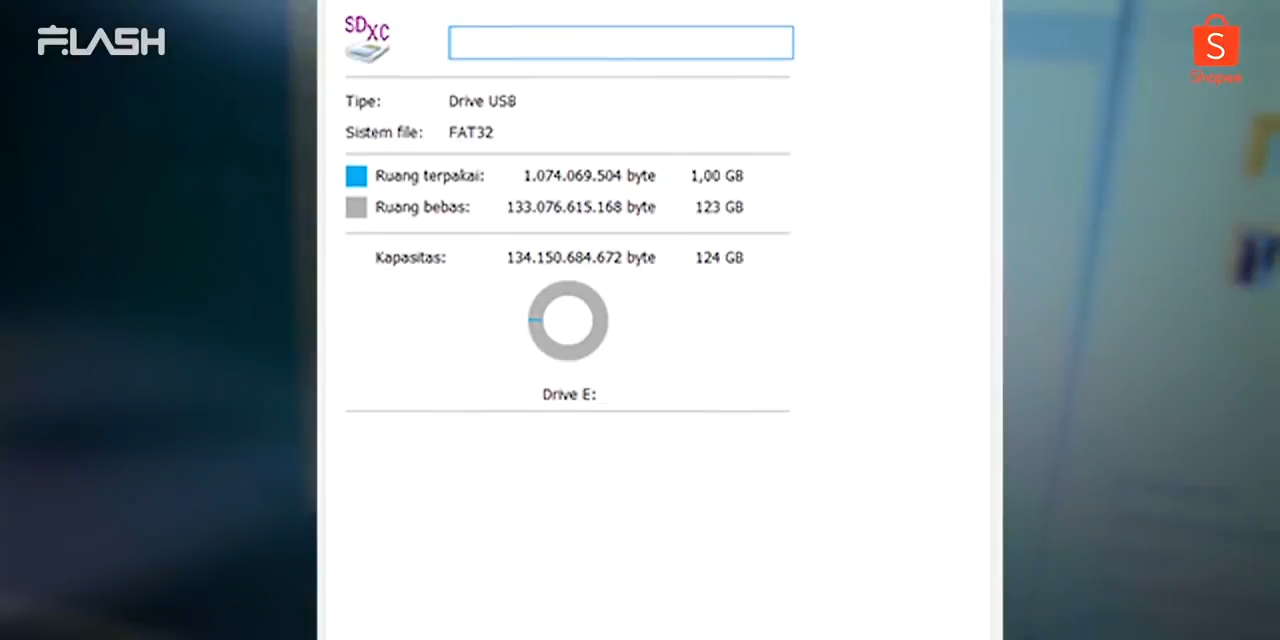 FLASH
SDXC
Shopee
Tipe: Drive USB
Sistem file: FAT32
Ruang terpakai: 1.074.069.504 byte 1,00 GB
Ruang bebas: 133.076.615.168 byte 123 GB
Kapasitas: 134.150.684.672 byte 124 GB
Drive E: